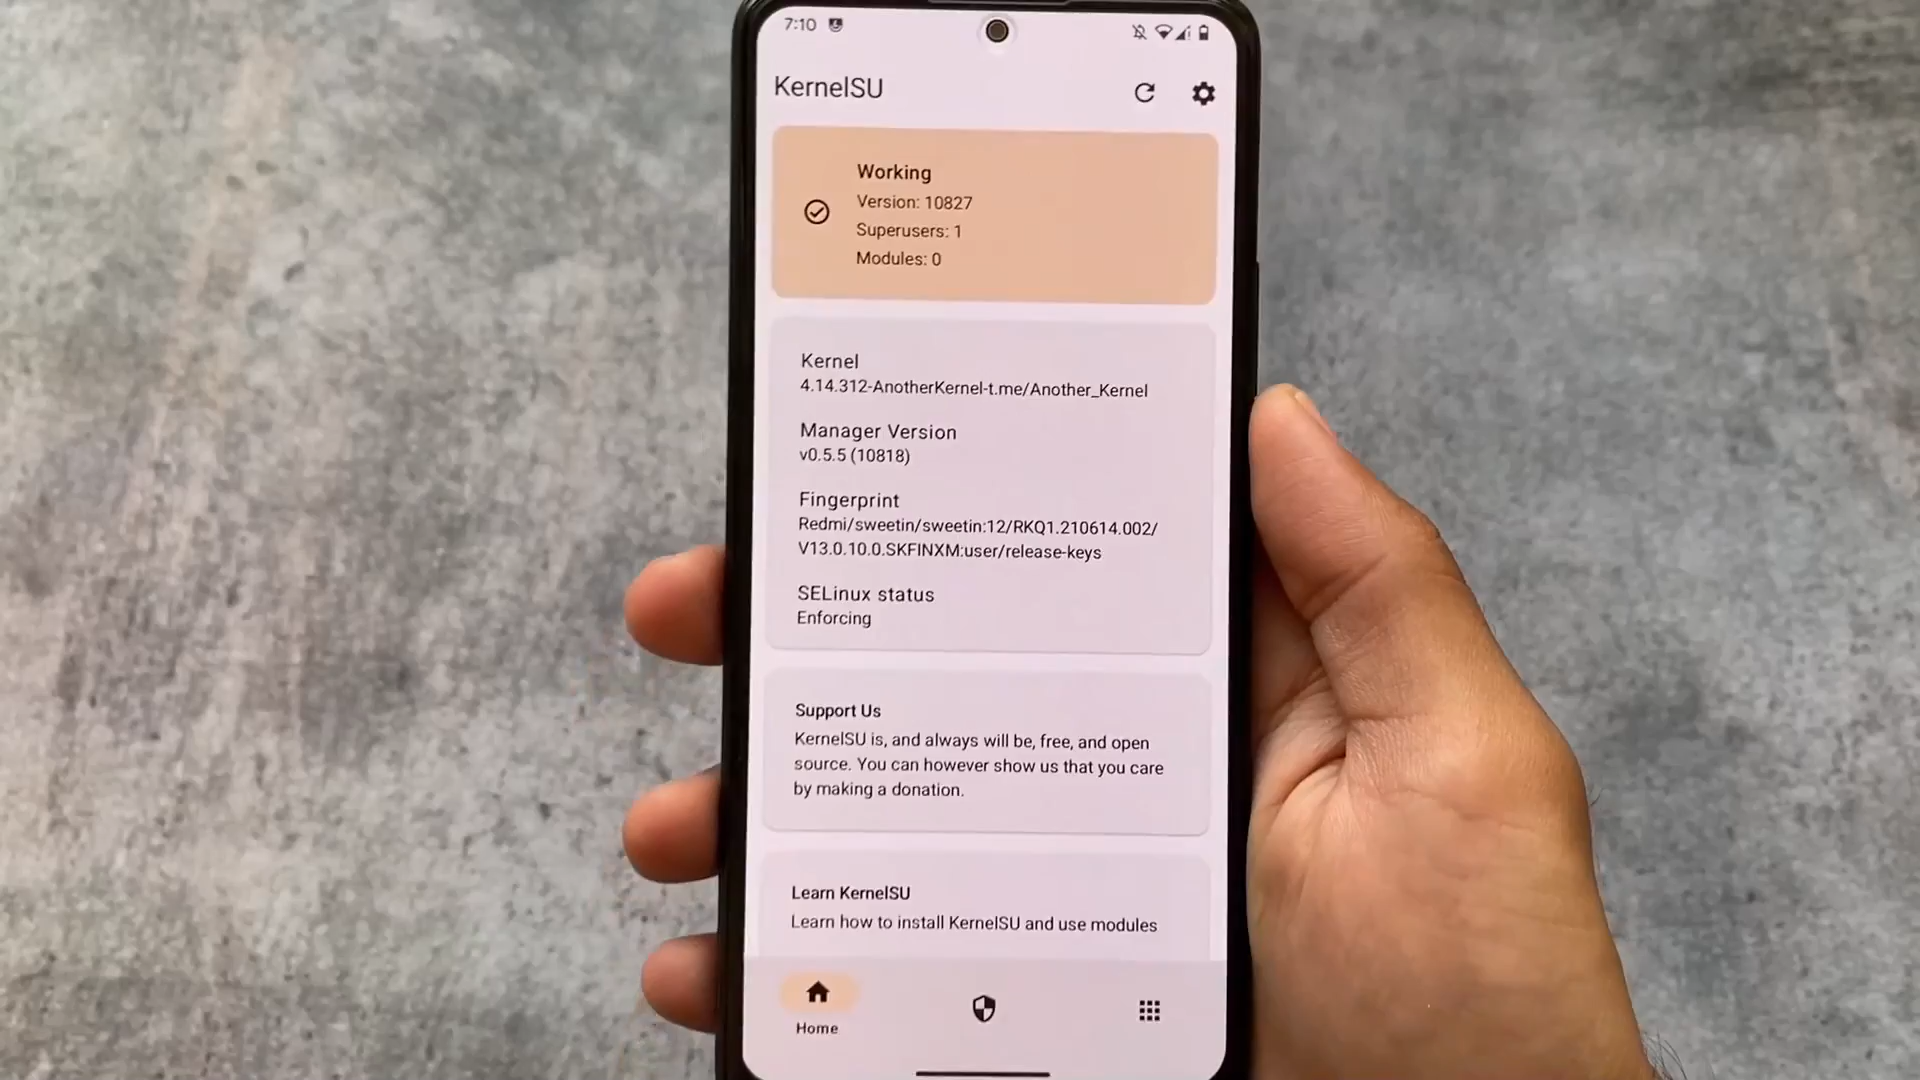 7:10
KernelSU
Working
Version: 10827
Superusers: 1
Modules: 0
Kernel
4.14.312-AnotherKernel-t.me/Another_Kernel
Manager Version
v0.5.5 (10818)
Fingerprint
Redmi/sweetin/sweetin:12/RKQ1.210614.002/
V13.0.10.0.SKFINXM:user/release-keys
SELinux status
Enforcing
Support Us
KernelSU is, and always will be, free, and open
source. You can however show us that you care
by making a donation.
Learn KernelSU
Learn how to install KernelSU and use modules
Home